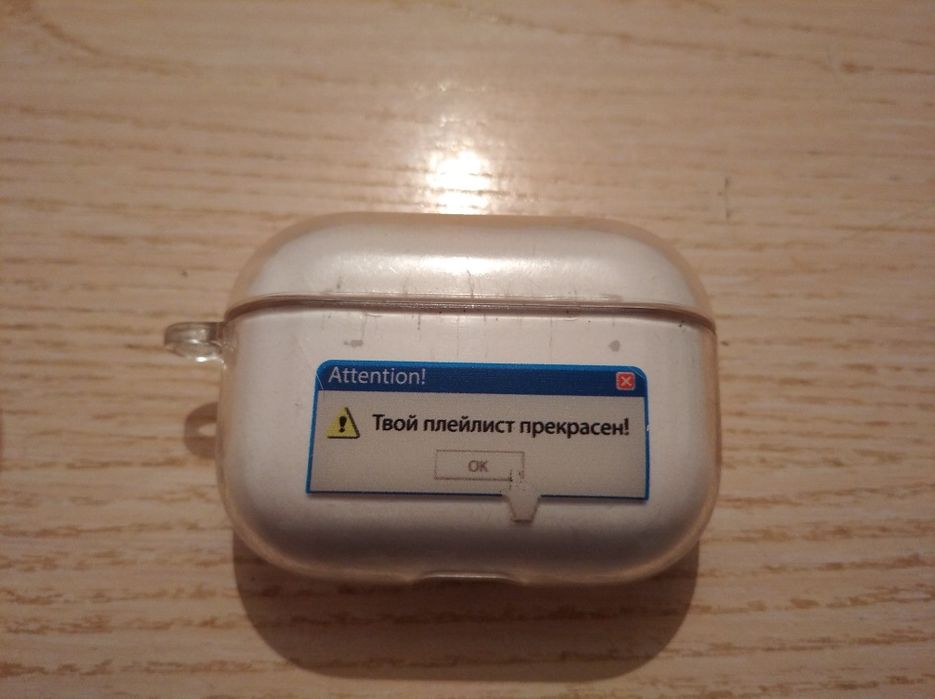 Attention!
Твой плейлист прекрасен!
OK